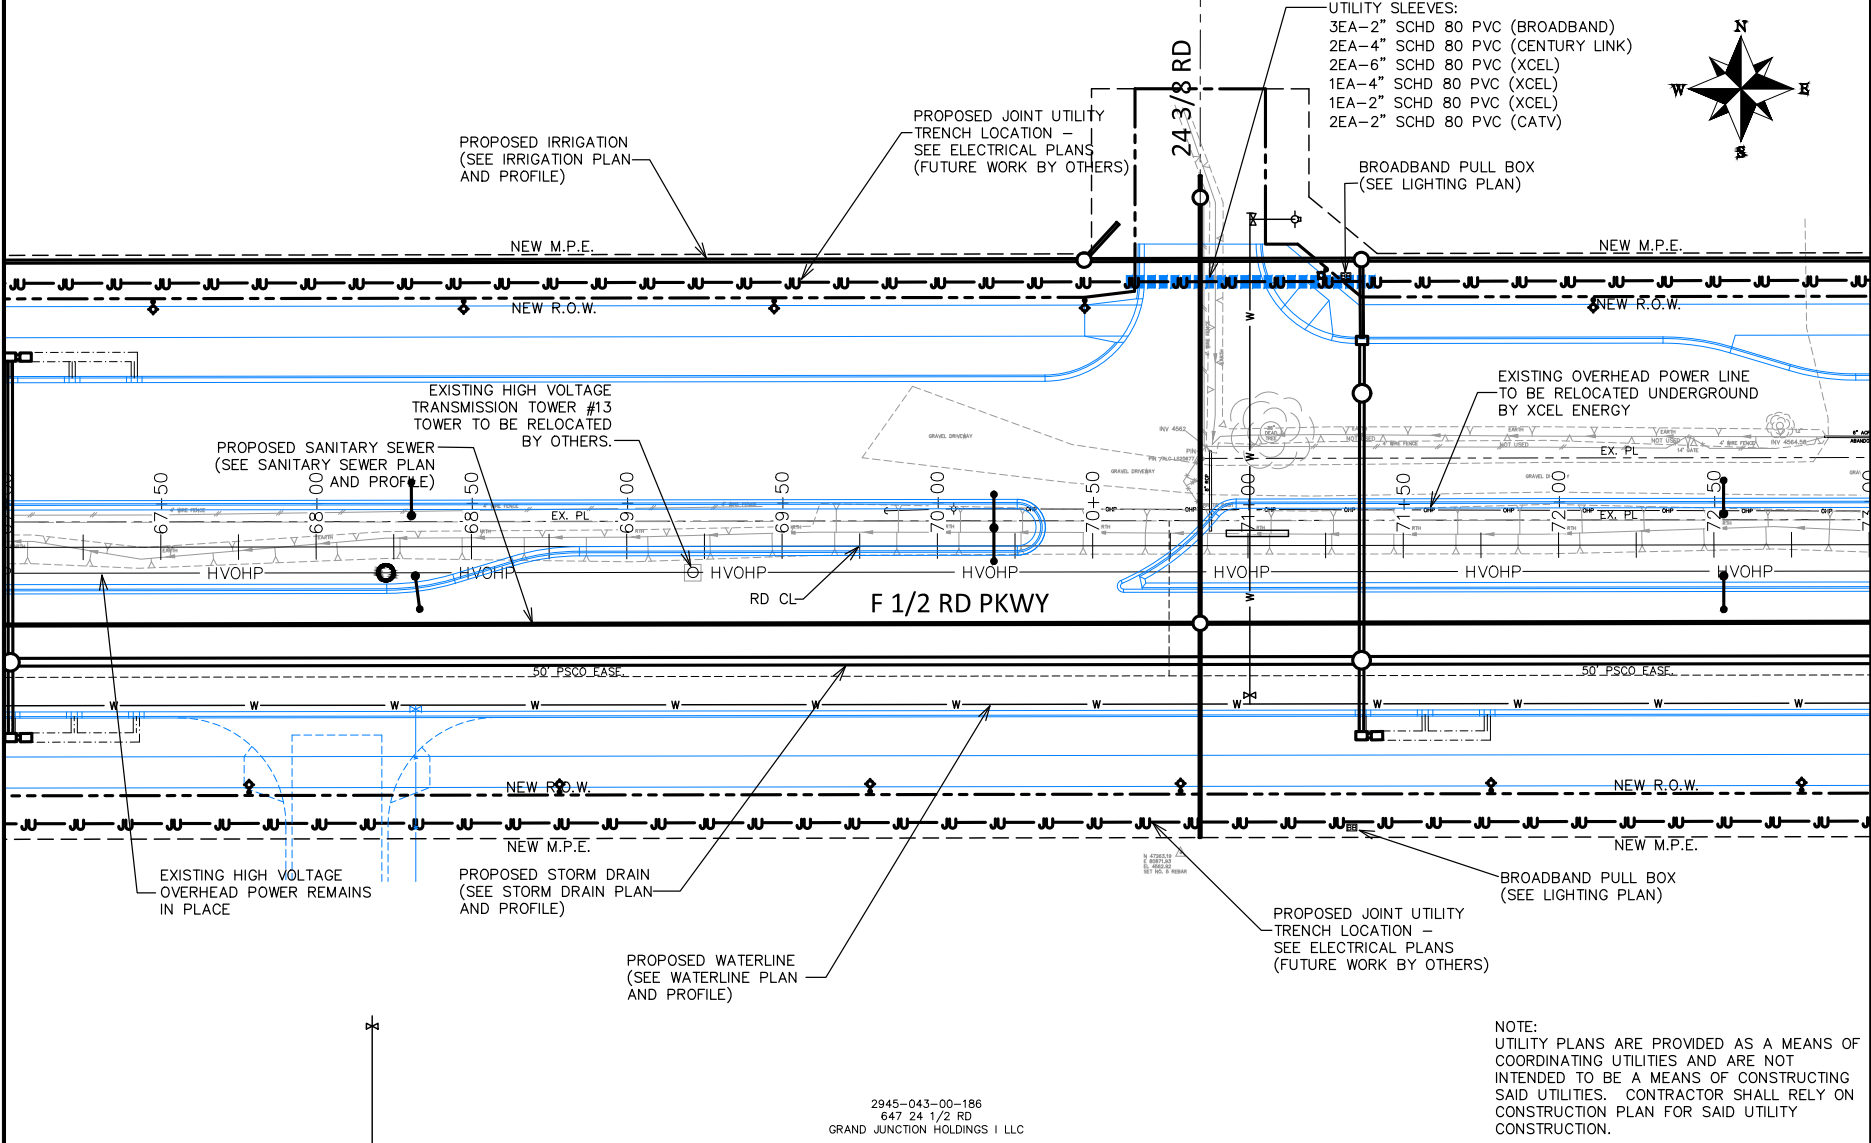 UTILITY SLEEVES:
3EA-2" SCHD 80 PVC (BROADBAND)
2EA-4" SCHD 80 PVC (CENTURY LINK)
2EA-6" SCHD 80 PVC (XCEL)
1EA-4" SCHD 80 PVC (XCEL)
1EA-2" SCHD 80 PVC (XCEL)
2EA-2" SCHD 80 PVC (CATV)
N
W
E
S
24 3/8 RD
PROPOSED IRRIGATION
(SEE IRRIGATION PLAN
AND PROFILE)
PROPOSED JOINT UTILITY
TRENCH LOCATION -
SEE ELECTRICAL PLANS
(FUTURE WORK BY OTHERS)
BROADBAND PULL BOX
(SEE LIGHTING PLAN)
NEW M.P.E.
NEW M.P.E.
NEW R.O.W.
NEW R.O.W.
EXISTING HIGH VOLTAGE
TRANSMISSION TOWER #13
TOWER TO BE RELOCATED
BY OTHERS.
PROPOSED SANITARY SEWER
(SEE SANITARY SEWER PLAN
AND PROFILE)
EXISTING OVERHEAD POWER LINE
TO BE RELOCATED UNDERGROUND
BY XCEL ENERGY
GRAVEL DRIVEWAY
GRAVEL DRIVEWAY
INV 4562
EX. PL
EX. PL
EX. PL
67+50
68+00
68+50
69+00
69+50
70+00
70+50
71+00
71+50
72+00
72+50
HVOHP
HVOHP
HVOHP
HVOHP
HVOHP
HVOHP
HVOHP
RD CL
F 1/2 RD PKWY
50' PSCO EASE.
50' PSCO EASE.
W W W W W W W W W W W W W
NEW R.O.W.
NEW R.O.W.
NEW M.P.E.
NEW M.P.E.
EXISTING HIGH VOLTAGE
OVERHEAD POWER REMAINS
IN PLACE
PROPOSED STORM DRAIN
(SEE STORM DRAIN PLAN
AND PROFILE)
PROPOSED WATERLINE
(SEE WATERLINE PLAN
AND PROFILE)
BROADBAND PULL BOX
(SEE LIGHTING PLAN)
PROPOSED JOINT UTILITY
TRENCH LOCATION -
SEE ELECTRICAL PLANS
(FUTURE WORK BY OTHERS)
2945-043-00-186
647 24 1/2 RD
GRAND JUNCTION HOLDINGS I LLC
NOTE:
UTILITY PLANS ARE PROVIDED AS A MEANS OF
COORDINATING UTILITIES AND ARE NOT
INTENDED TO BE A MEANS OF CONSTRUCTING
SAID UTILITIES. CONTRACTOR SHALL RELY ON
CONSTRUCTION PLAN FOR SAID UTILITY
CONSTRUCTION.